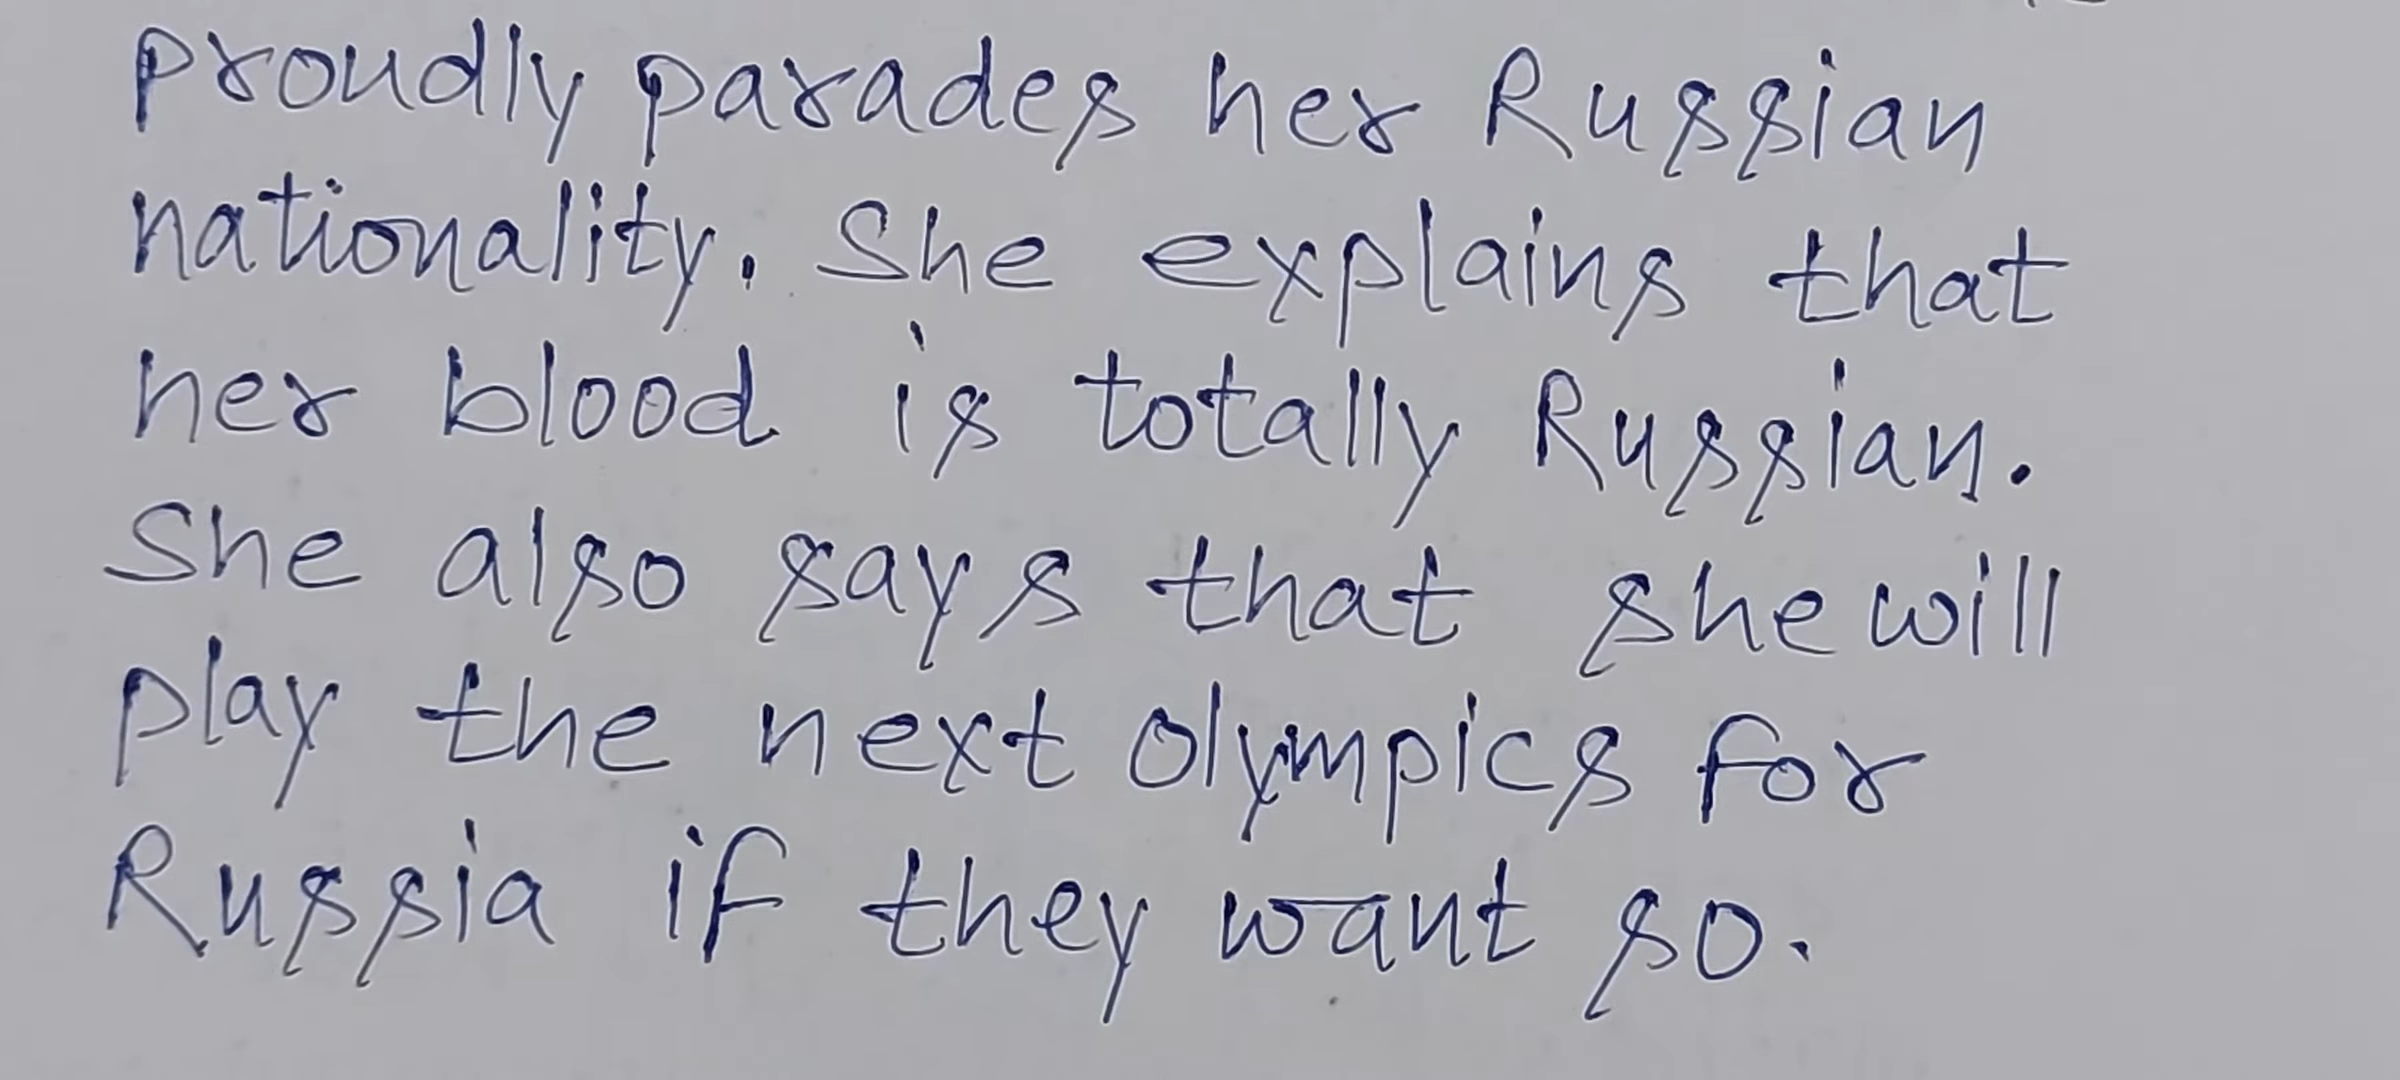 proudly parades her Russian
nationality. She explains that
her blood is totally Russian.
She also says that she will
play the next olympics for
Russia if they want so.